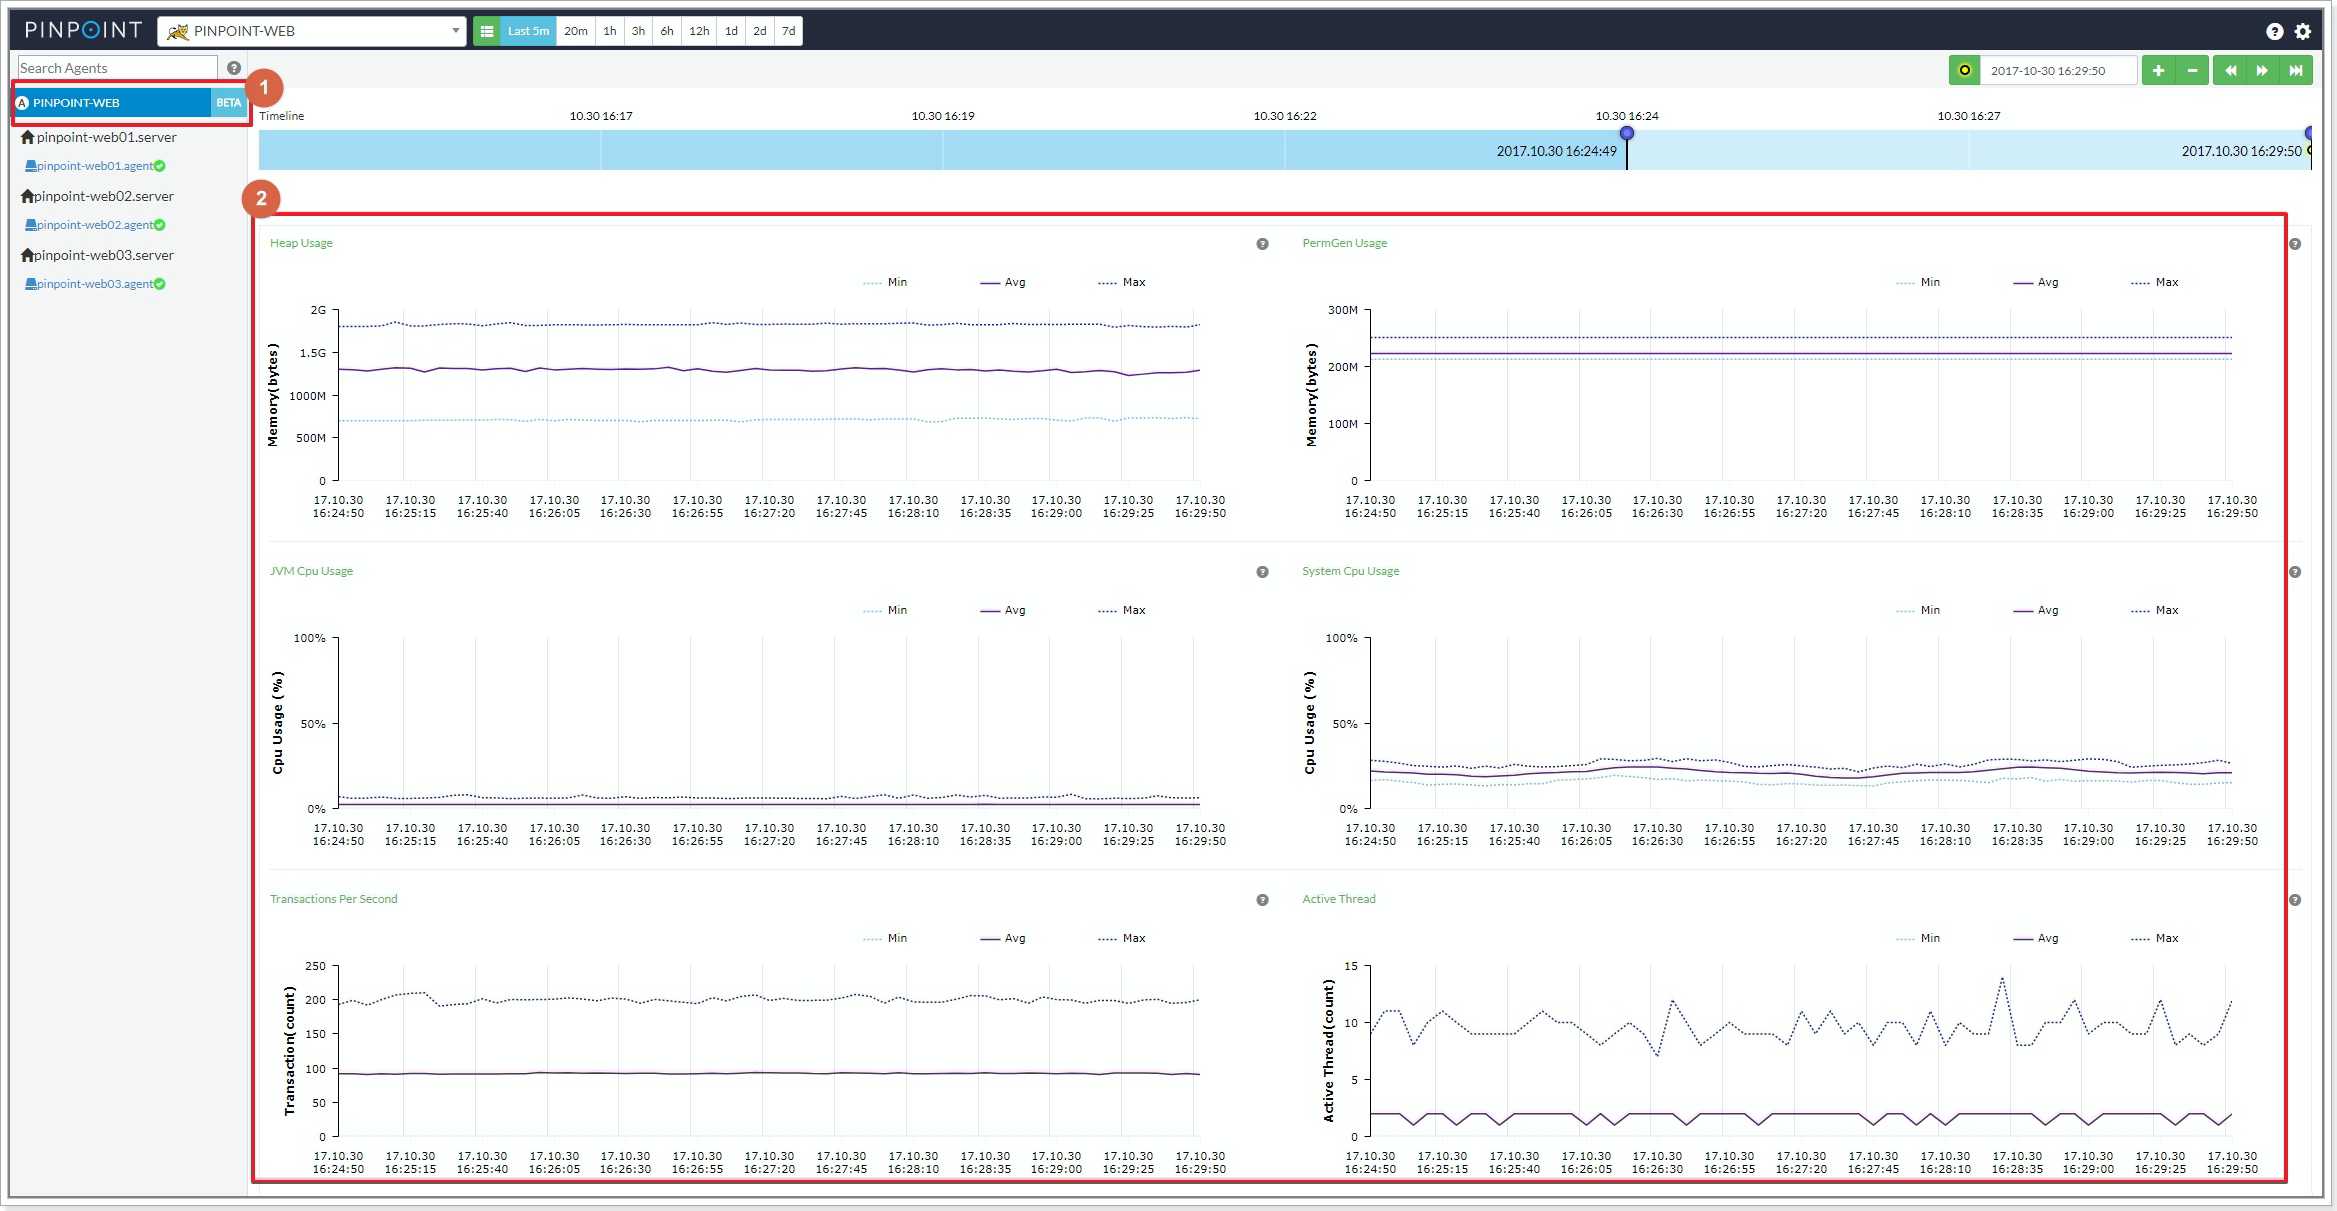 PINPOINT PINPOINT-WEB Last 5m 20m 1h 3h 6h 12h 1d 2d 7d
Search Agents
2017-10-30 16:29:50
1
A PINPOINT-WEB BETA
Timeline 10.30 16:17 10.30 16:19 10.30 16:22 10.30 16:24 10.30 16:27
2017.10.30 16:24:49 2017.10.30 16:29:50
pinpoint-web01.server
pinpoint-web01.agent
pinpoint-web02.server
pinpoint-web02.agent
pinpoint-web03.server
pinpoint-web03.agent
2
Heap Usage
Min Avg Max
Memory(bytes)
2G
1.5G
1000M
500M
0
17.10.30 17.10.30 17.10.30 17.10.30 17.10.30 17.10.30 17.10.30 17.10.30 17.10.30 17.10.30 17.10.30 17.10.30 17.10.30
16:24:50 16:25:15 16:25:40 16:26:05 16:26:30 16:26:55 16:27:20 16:27:45 16:28:10 16:28:35 16:29:00 16:29:25 16:29:50
PermGen Usage
Min Avg Max
Memory(bytes)
300M
200M
100M
0
17.10.30 17.10.30 17.10.30 17.10.30 17.10.30 17.10.30 17.10.30 17.10.30 17.10.30 17.10.30 17.10.30 17.10.30 17.10.30
16:24:50 16:25:15 16:25:40 16:26:05 16:26:30 16:26:55 16:27:20 16:27:45 16:28:10 16:28:35 16:29:00 16:29:25 16:29:50
JVM Cpu Usage
Min Avg Max
Cpu Usage (%)
100%
50%
0%
17.10.30 17.10.30 17.10.30 17.10.30 17.10.30 17.10.30 17.10.30 17.10.30 17.10.30 17.10.30 17.10.30 17.10.30 17.10.30
16:24:50 16:25:15 16:25:40 16:26:05 16:26:30 16:26:55 16:27:20 16:27:45 16:28:10 16:28:35 16:29:00 16:29:25 16:29:50
System Cpu Usage
Min Avg Max
Cpu Usage (%)
100%
50%
0%
17.10.30 17.10.30 17.10.30 17.10.30 17.10.30 17.10.30 17.10.30 17.10.30 17.10.30 17.10.30 17.10.30 17.10.30 17.10.30
16:24:50 16:25:15 16:25:40 16:26:05 16:26:30 16:26:55 16:27:20 16:27:45 16:28:10 16:28:35 16:29:00 16:29:25 16:29:50
Transactions Per Second
Min Avg Max
Transaction(count)
250
200
150
100
50
0
17.10.30 17.10.30 17.10.30 17.10.30 17.10.30 17.10.30 17.10.30 17.10.30 17.10.30 17.10.30 17.10.30 17.10.30 17.10.30
16:24:50 16:25:15 16:25:40 16:26:05 16:26:30 16:26:55 16:27:20 16:27:45 16:28:10 16:28:35 16:29:00 16:29:25 16:29:50
Active Thread
Min Avg Max
Active Thread(count)
15
10
5
0
17.10.30 17.10.30 17.10.30 17.10.30 17.10.30 17.10.30 17.10.30 17.10.30 17.10.30 17.10.30 17.10.30 17.10.30 17.10.30
16:24:50 16:25:15 16:25:40 16:26:05 16:26:30 16:26:55 16:27:20 16:27:45 16:28:10 16:28:35 16:29:00 16:29:25 16:29:50